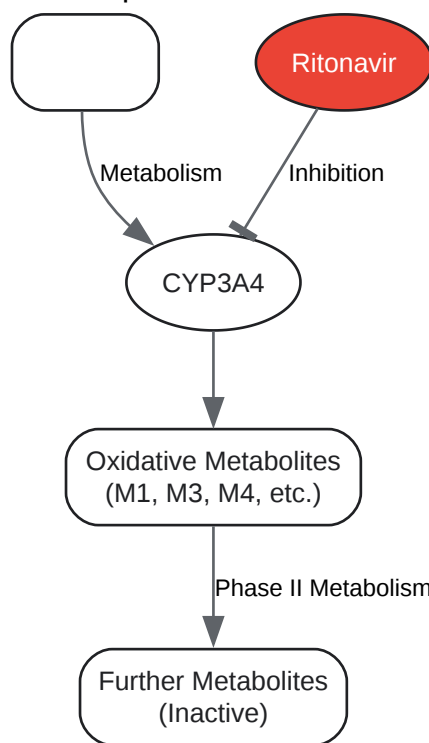 Ritonavir
Metabolism
Inhibition
CYP3A4
Oxidative Metabolites
(M1, M3, M4, etc.)
Phase II Metabolism
Further Metabolites
(Inactive)